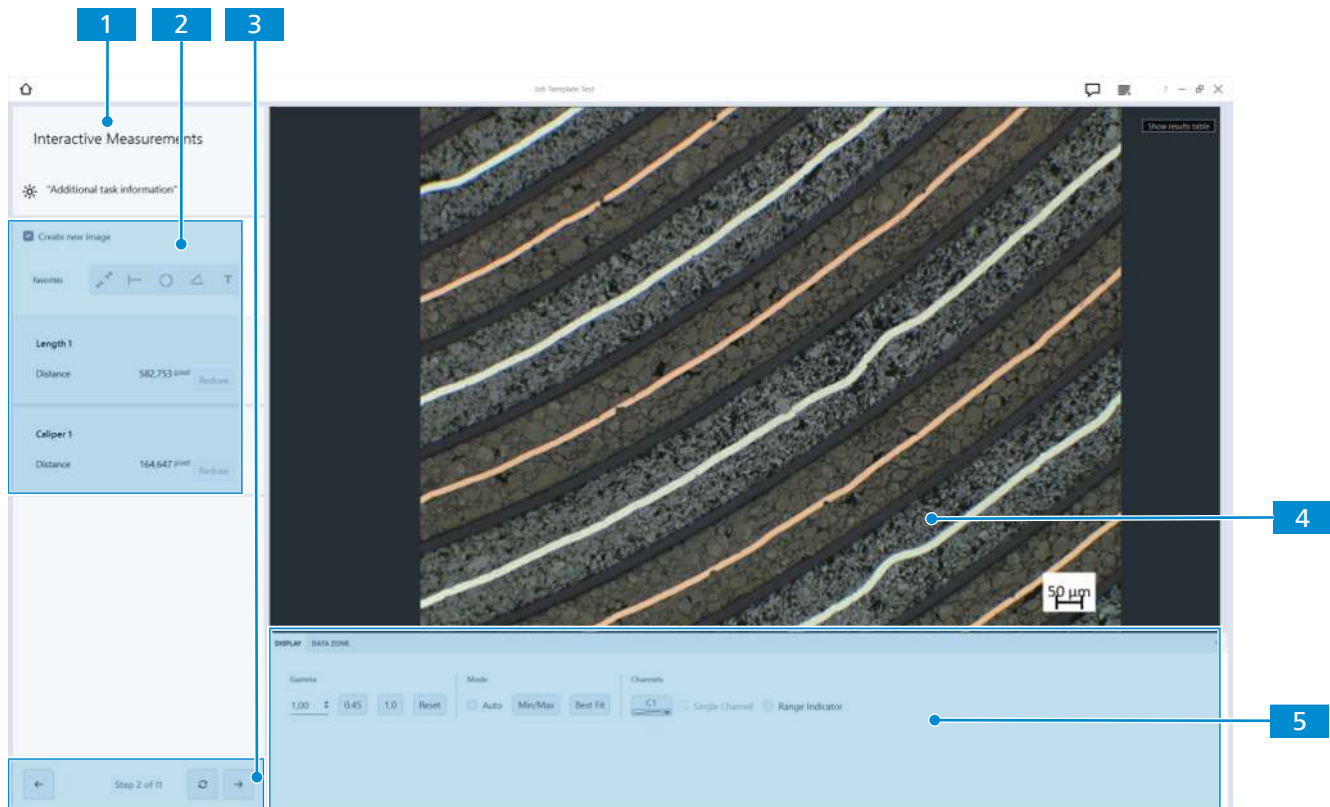 1 2 3
Job Template Test
? 
Interactive Measurements
"Additional task information"
Show results table
Create new image
Favorites T
Length 1
Distance 582,753 pixel Redraw
Caliper 1
Distance 164,647 pixel Redraw
4
50 µm
DISPLAY DATA ZONE
Gamma Mode Channels
1,00 0.45 1.0 Reset Auto Min/Max Best Fit C1 Single Channel Range Indicator
5
Step 2 of 11